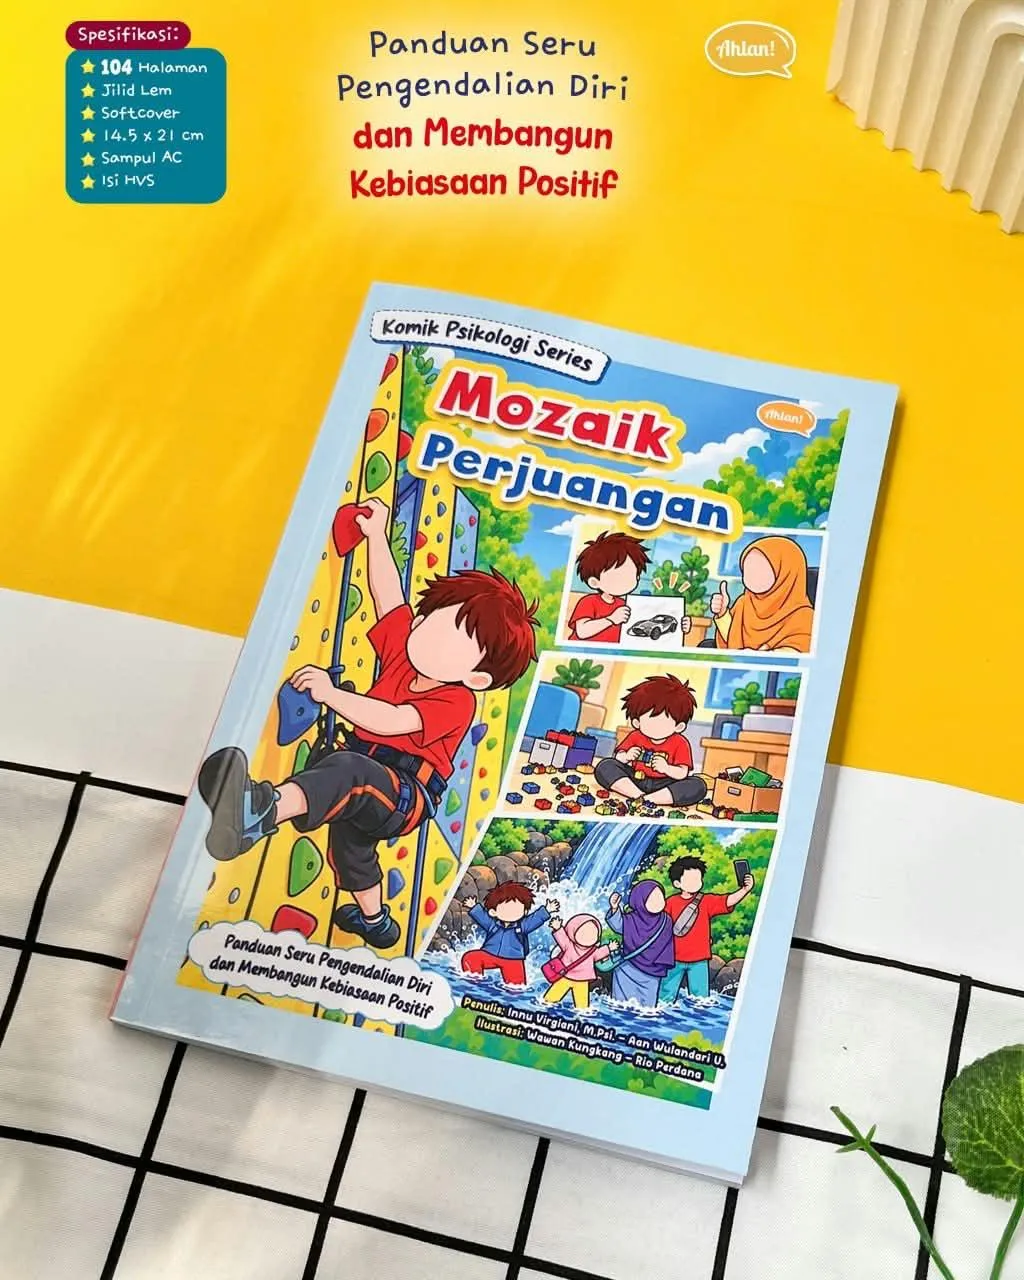 Spesifikasi:
104 Halaman
Jilid Lem
Softcover
14.5 x 21 cm
Sampul AC
Isi HVS
Panduan Seru
Pengendalian Diri
dan Membangun
Kebiasaan Positif
Ahlan!
Komik Psikologi Series
Ahlan!
Mozaik
Perjuangan
Panduan Seru Pengendalian Diri
dan Membangun Kebiasaan Positif
Penulis: Innu Virgiani, M.Psi. – Aan Wulandari U.
Ilustrasi: Wawan Kungkang – Rio Perdana